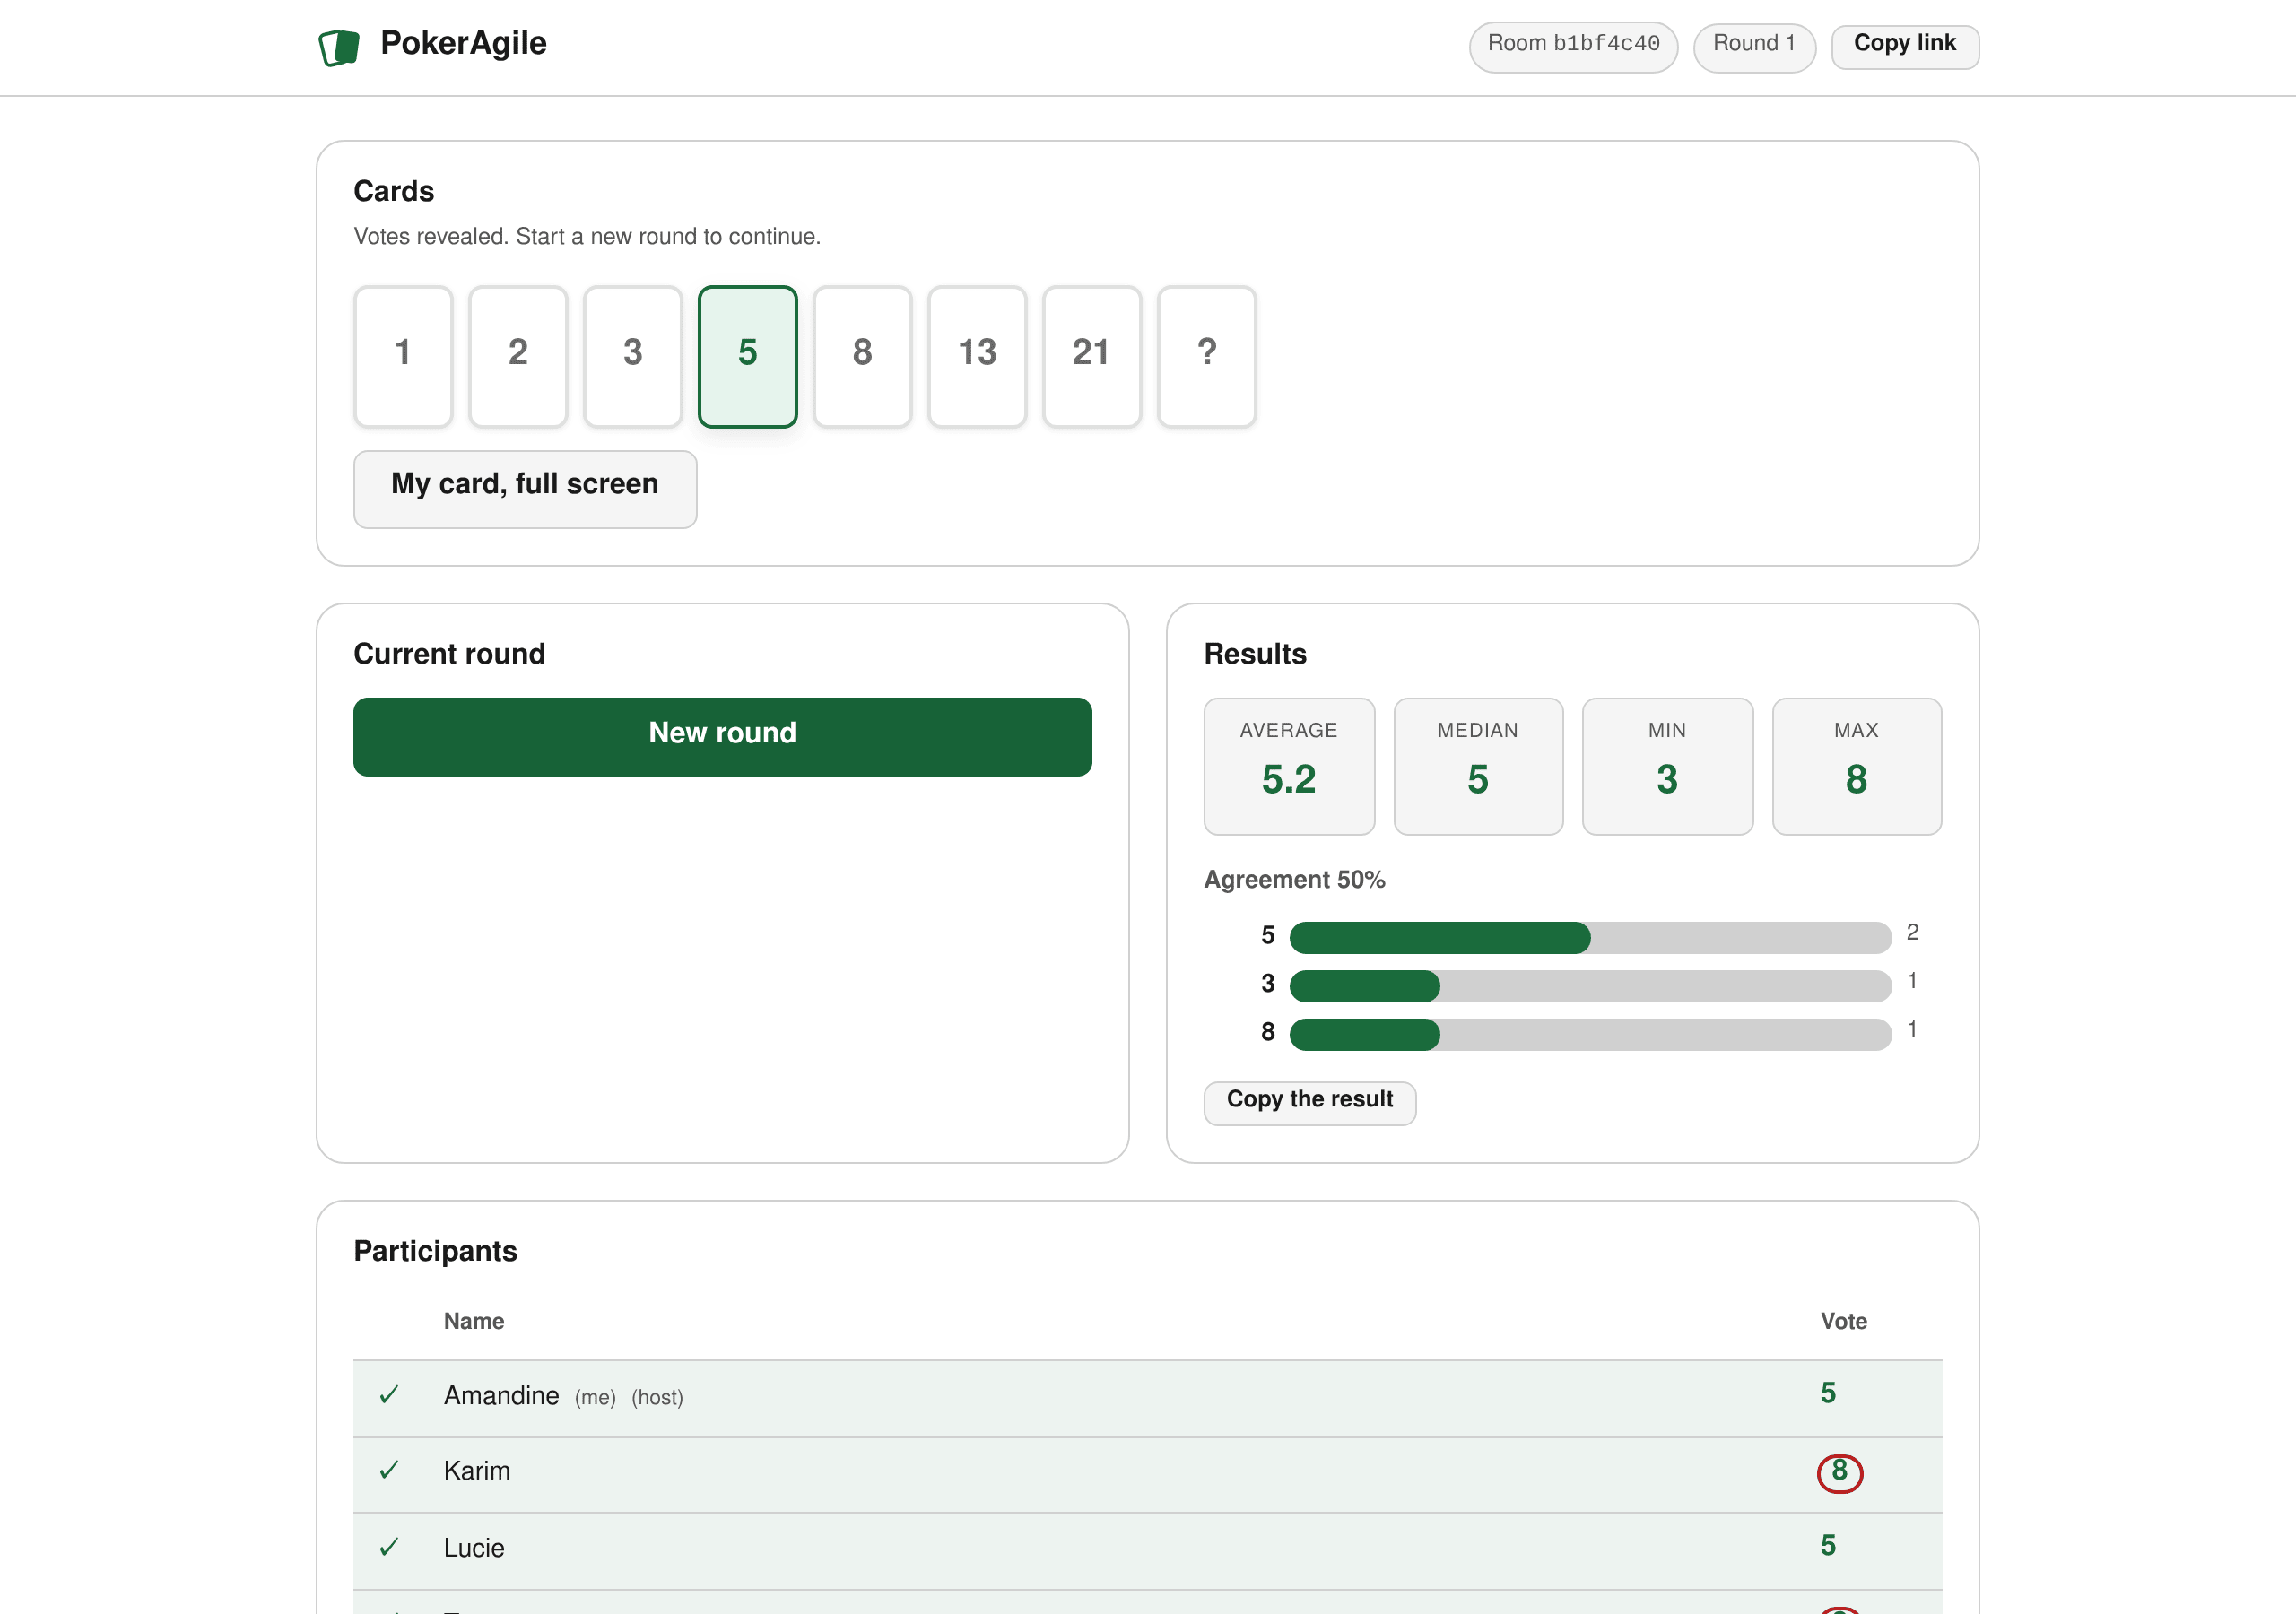 PokerAgile
Room b1bf4c40
Round 1
Copy link
Cards
Votes revealed. Start a new round to continue.
1 2 3 5 8 13 21 ?
My card, full screen
Current round
New round
Results
AVERAGE MEDIAN MIN MAX
5.2 5 3 8
Agreement 50%
5 2
3 1
8 1
Copy the result
Participants
Name Vote
✓ Amandine (me) (host) 5
✓ Karim 8
✓ Lucie 5